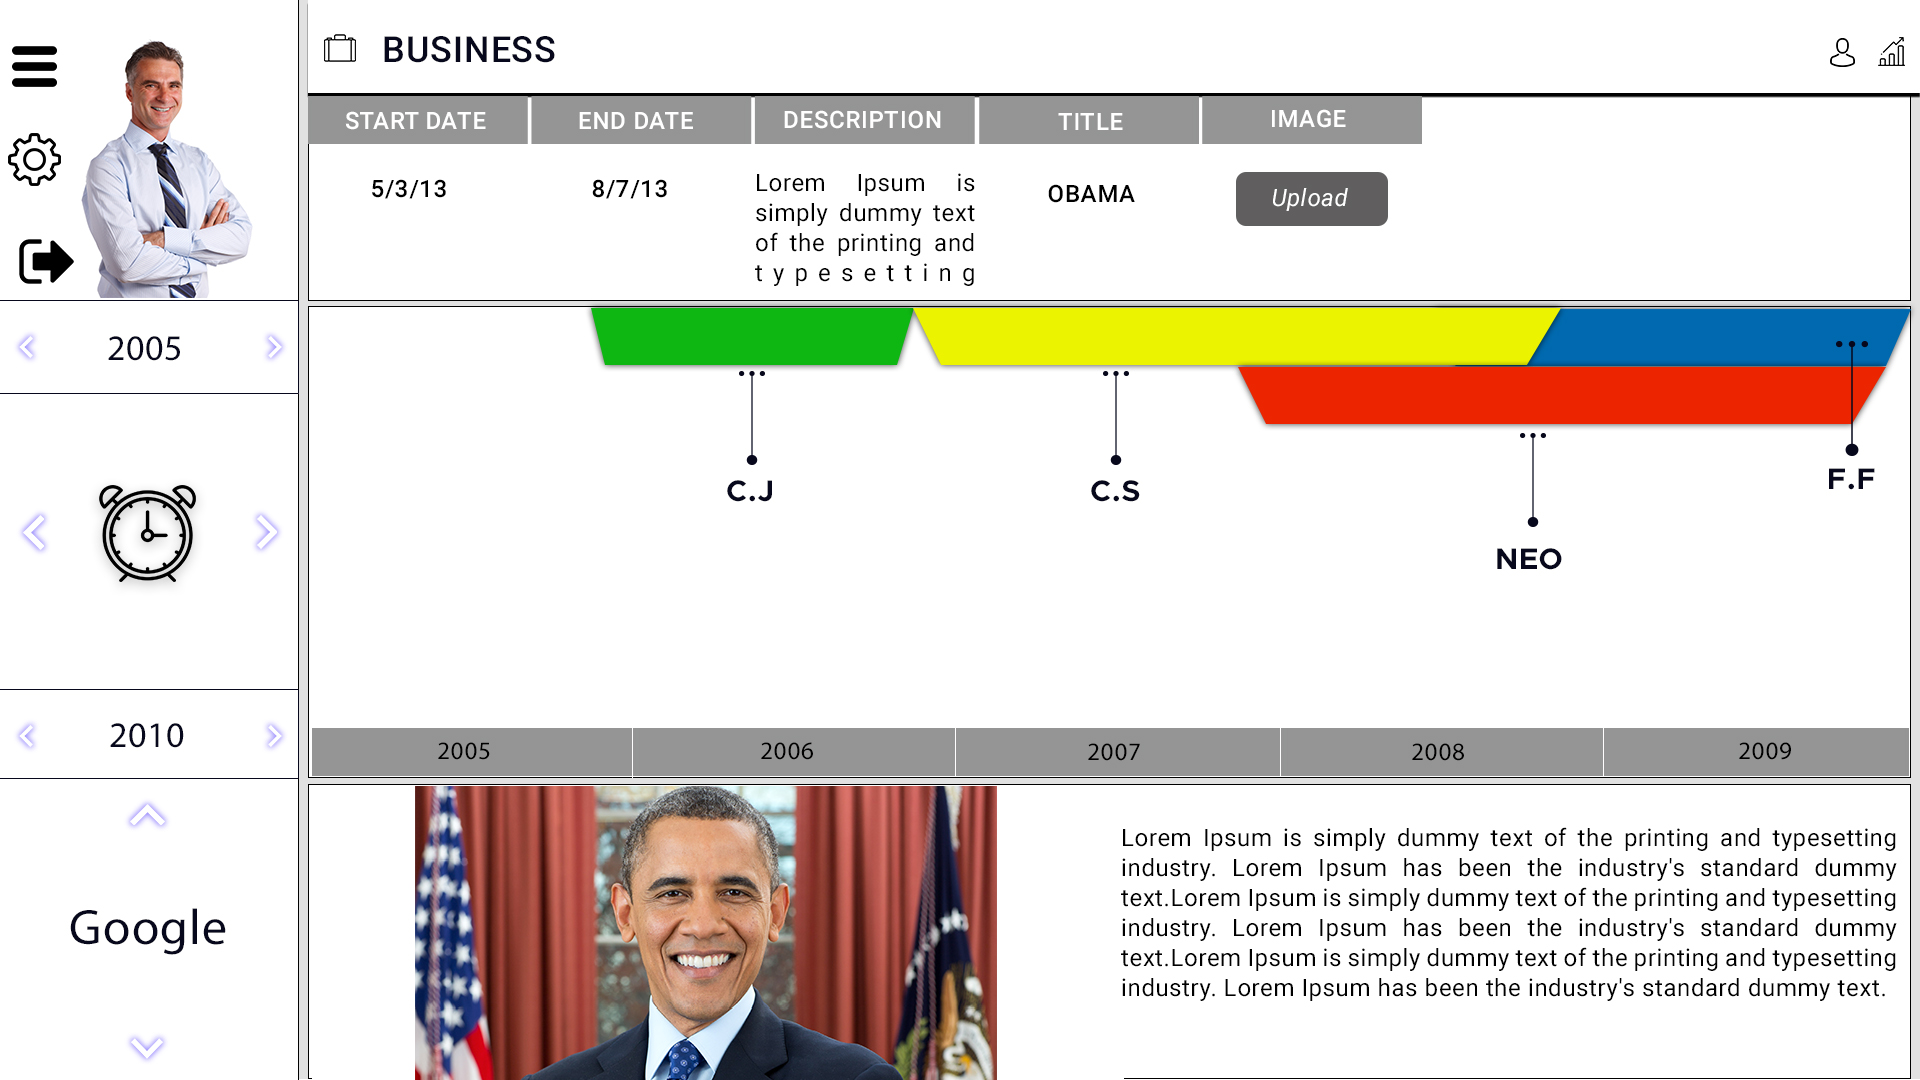 BUSINESS
START DATE
END DATE
DESCRIPTION
TITLE
IMAGE
5/3/13
8/7/13
Lorem Ipsum is
simply dummy text
of the printing and
typesetting
OBAMA
Upload
2005
2010
Google
C.J
C.S
NEO
F.F
2005
2006
2007
2008
2009
Lorem Ipsum is simply dummy text of the printing and typesetting
industry. Lorem Ipsum has been the industry's standard dummy
text.Lorem Ipsum is simply dummy text of the printing and typesetting
industry. Lorem Ipsum has been the industry's standard dummy
text.Lorem Ipsum is simply dummy text of the printing and typesetting
industry. Lorem Ipsum has been the industry's standard dummy text.